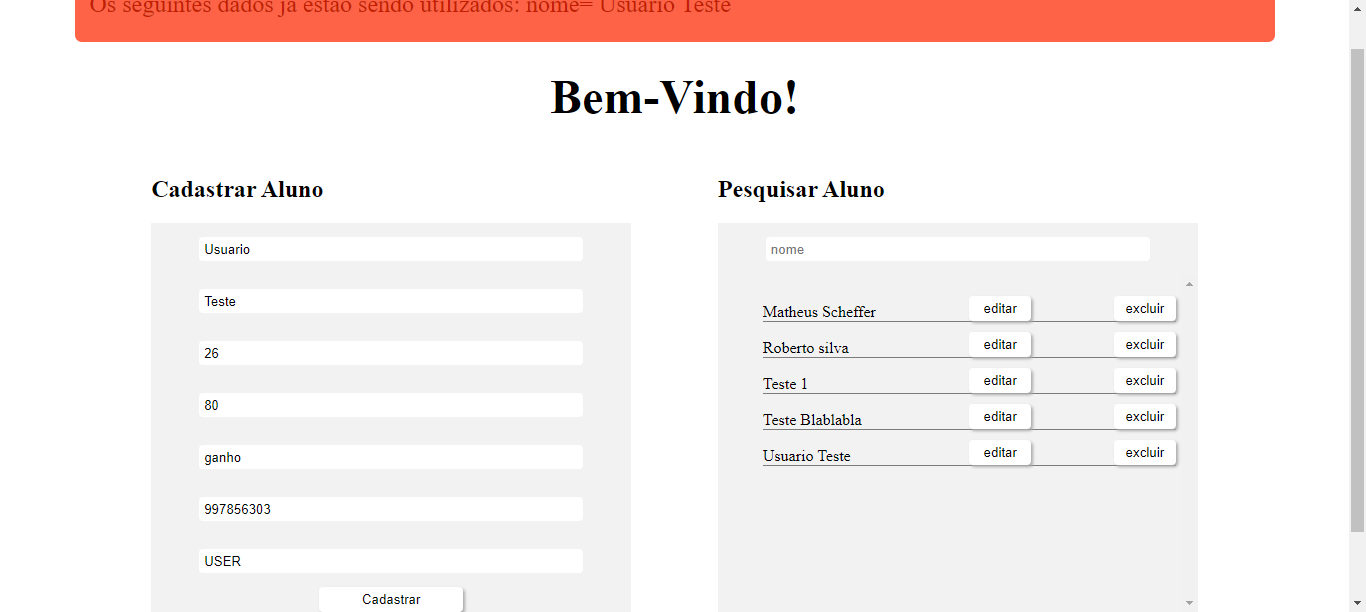 Os seguintes dados já estão sendo utilizados: nome= Usuario Teste
Bem-Vindo!
Cadastrar Aluno
Usuario
Teste
26
80
ganho
997856303
USER
Cadastrar
Pesquisar Aluno
nome
Matheus Scheffer editar excluir
Roberto silva editar excluir
Teste 1 editar excluir
Teste Blablabla editar excluir
Usuario Teste editar excluir